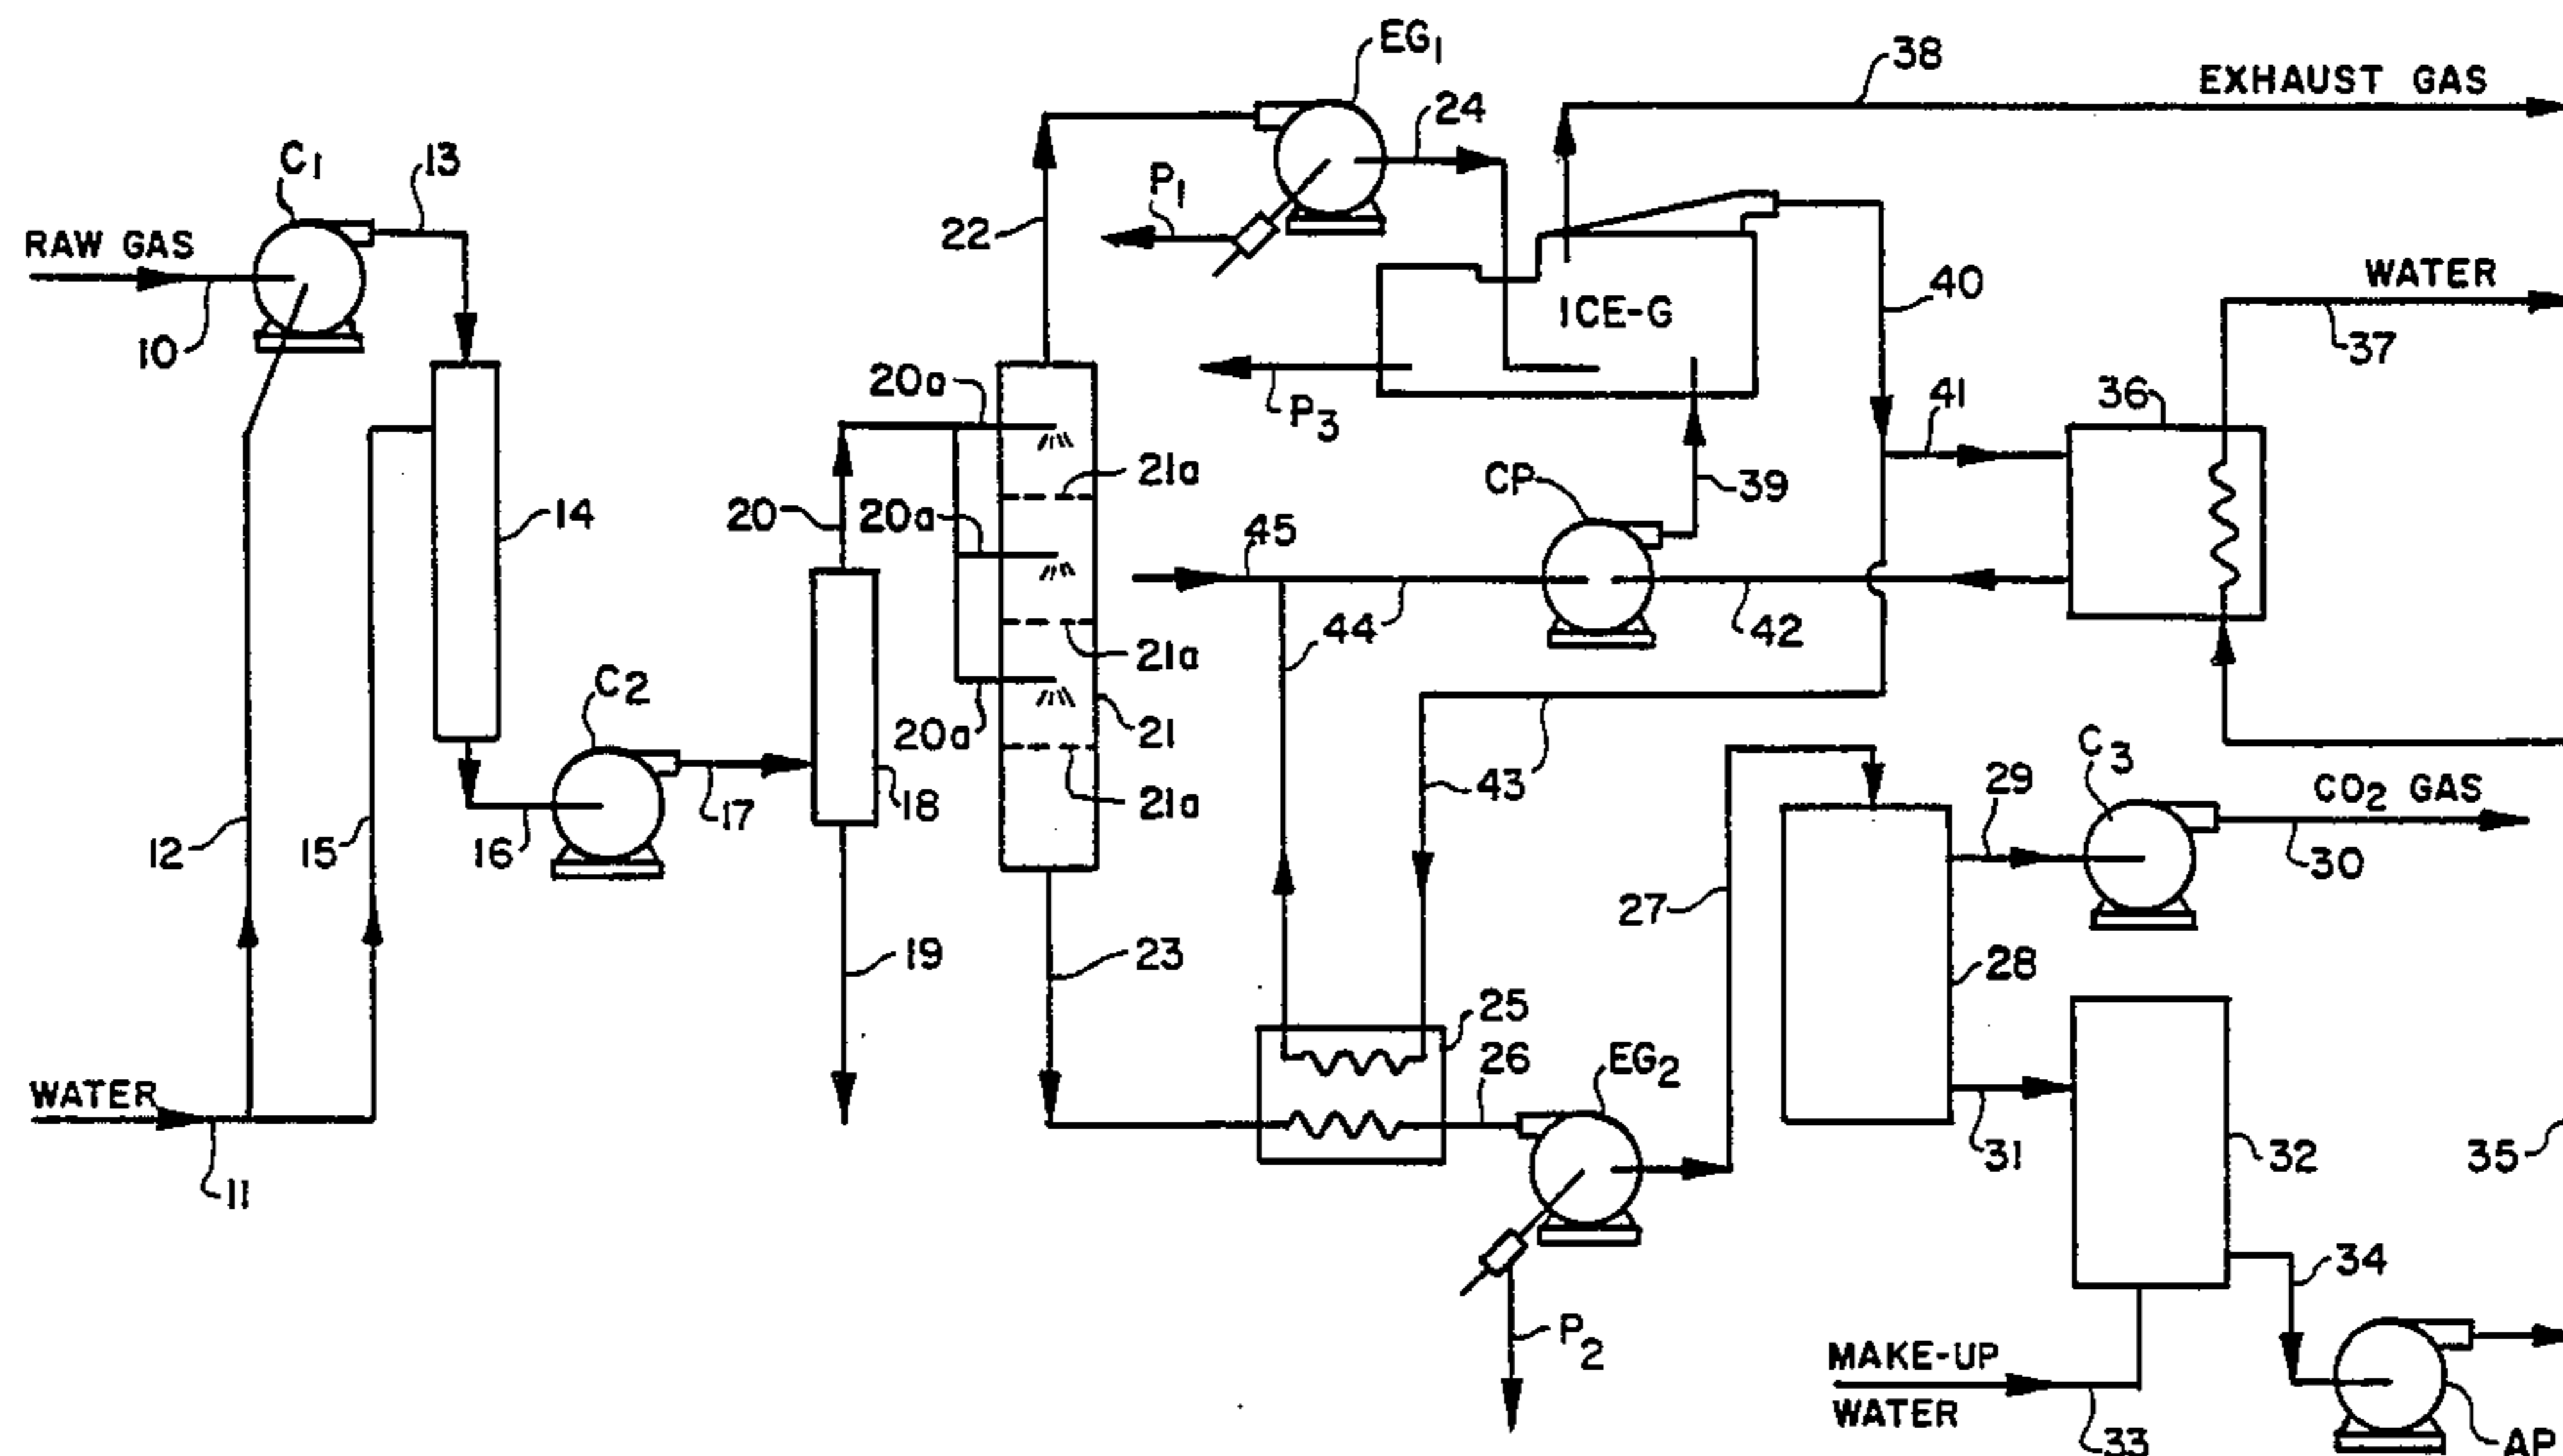 EG1
38
EXHAUST GAS
24
C1
13
P1
RAW GAS
22
WATER
ICE-G
40
10
37
20a
P3
41
36
21a
CP
39
14
20
20a
45
44
42
21a
C2
20a
21
C3
29
CO2 GAS
43
12
15
16
17
18
21a
30
27
19
23
28
25
26
EG2
WATER
31
32
35
11
34
P2
MAKE-UP
WATER
33
AP